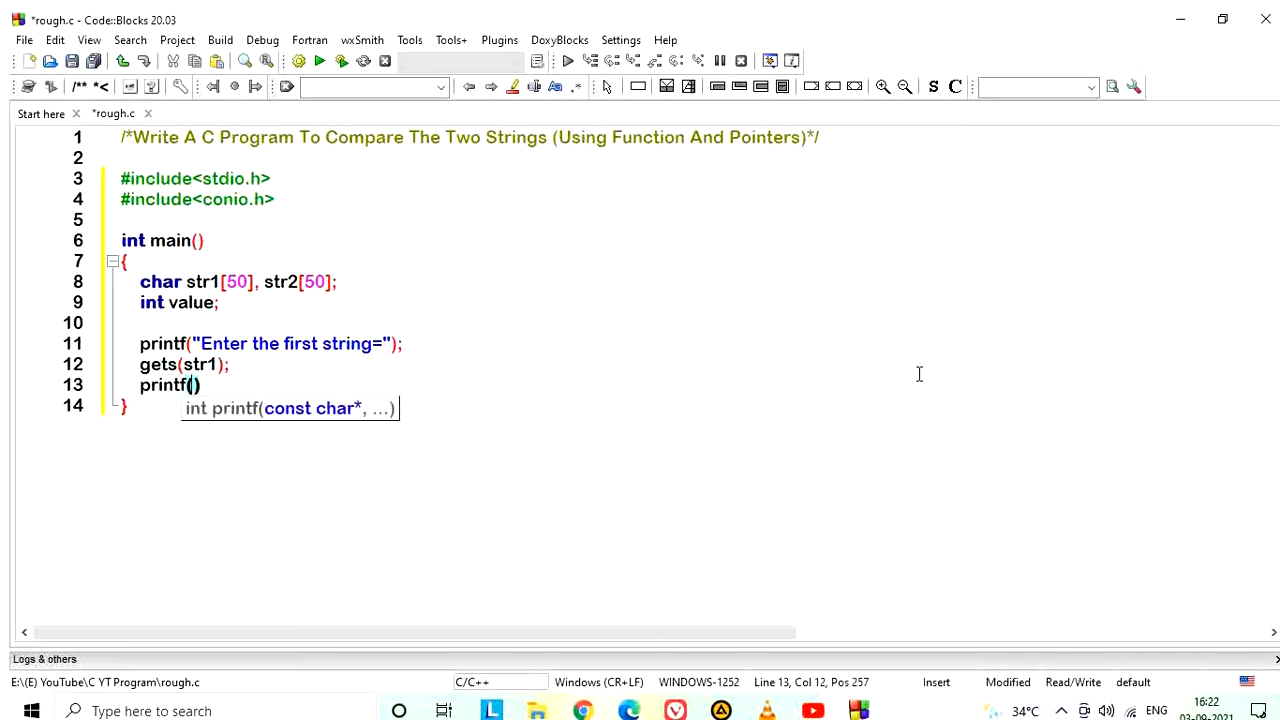 *rough.c - Code::Blocks 20.03
File Edit View Search Project Build Debug Fortran wxSmith Tools Tools+ Plugins DoxyBlocks Settings Help
/** *<
S C
Start here *rough.c
1 /*Write A C Program To Compare The Two Strings (Using Function And Pointers)*/
2
3 #include<stdio.h>
4 #include<conio.h>
5
6 int main()
7 {
8 char str1[50], str2[50];
9 int value;
10
11 printf("Enter the first string=");
12 gets(str1);
13 printf()
14 }
int printf(const char*, ...)
Logs & others
E:\(E) YouTube\C YT Program\rough.c C/C++ Windows (CR+LF) WINDOWS-1252 Line 13, Col 12, Pos 257 Insert Modified Read/Write default
Type here to search 34°C ENG 16:22
03-09-2021